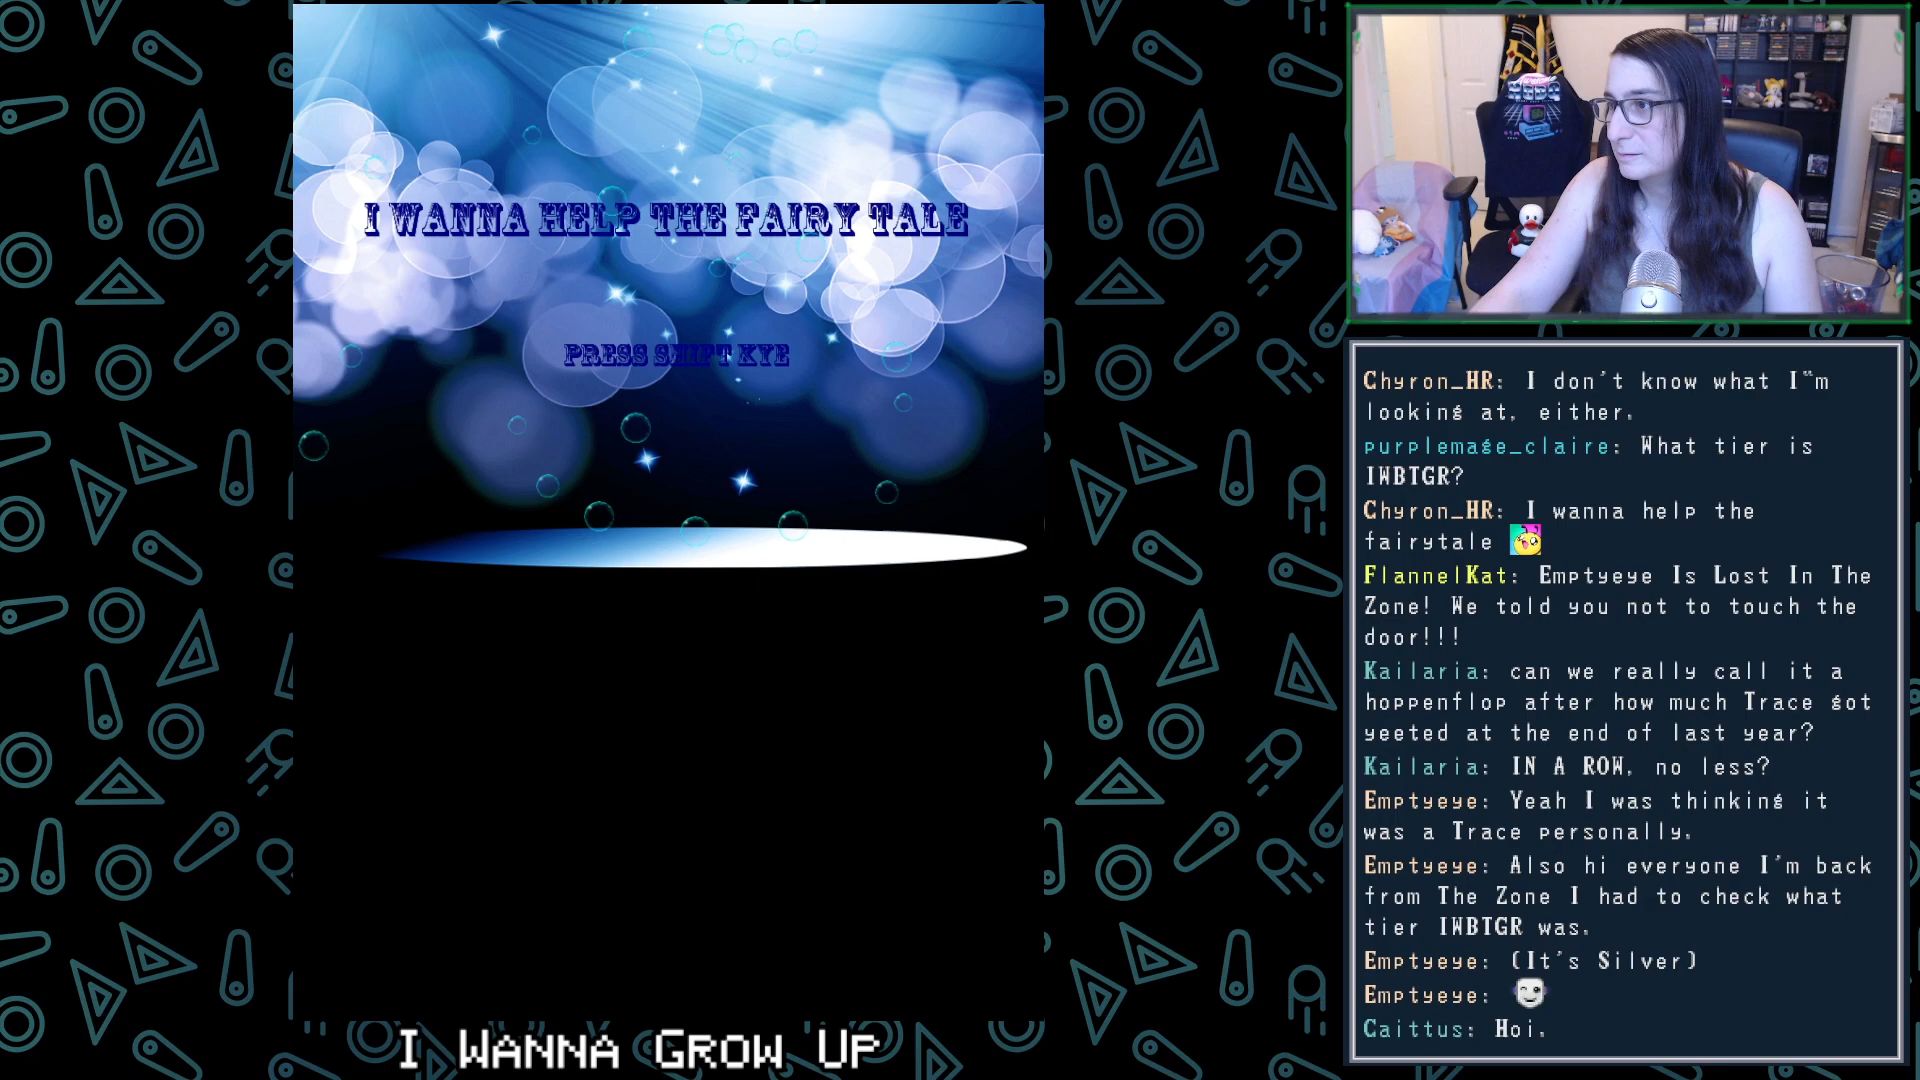 I WANNA HELP THE FAIRY TALE
PRESS SHIFT KYE
I WANNA GROW UP
Chyron_HR: I don't know what I"m
looking at, either.
purplemage_claire: What tier is
IWBTGR?
Chyron_HR: I wanna help the
fairytale
FlannelKat: Emptyeye Is Lost In The
Zone! We told you not to touch the
door!!!
Kailaria: can we really call it a
hoppenflop after how much Trace got
yeeted at the end of last year?
Kailaria: IN A ROW, no less?
Emptyeye: Yeah I was thinking it
was a Trace personally.
Emptyeye: Also hi everyone I'm back
from The Zone I had to check what
tier IWBTGR was.
Emptyeye: (It's Silver)
Emptyeye:
Caittus: Hoi.